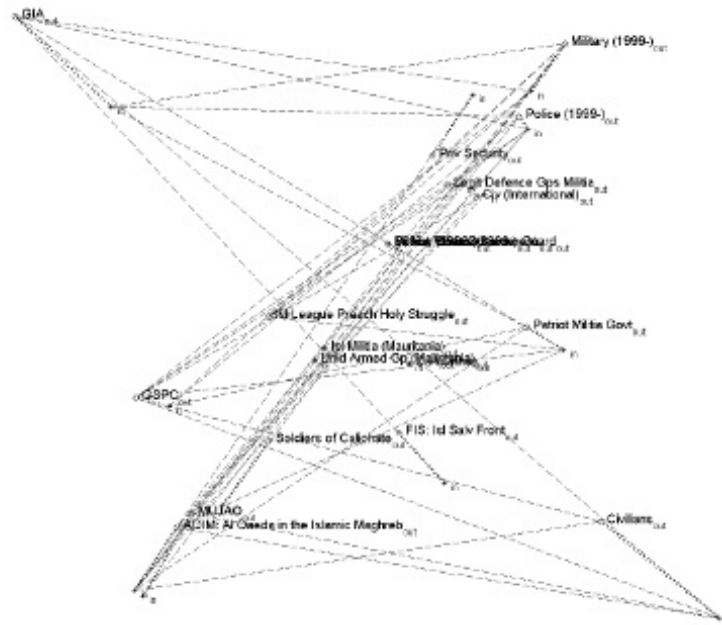 GIA out
Military (1999-) out
in
in
Police (1999-) out
in
Priv Security out
Legit Defence Gps Militia out
Civ (International) out
Isl League Preach Holy Struggle out
Patriot Militia Govt out
Isl Militia (Mauritania)
in
Unid Armed Gp (Mauritania)
GSPC out
FIS: Isl Salv Front out
Soldiers of Caliphate out
in
MUJAO out
Civilians out
AQIM: Al Qaeda in the Islamic Maghreb out